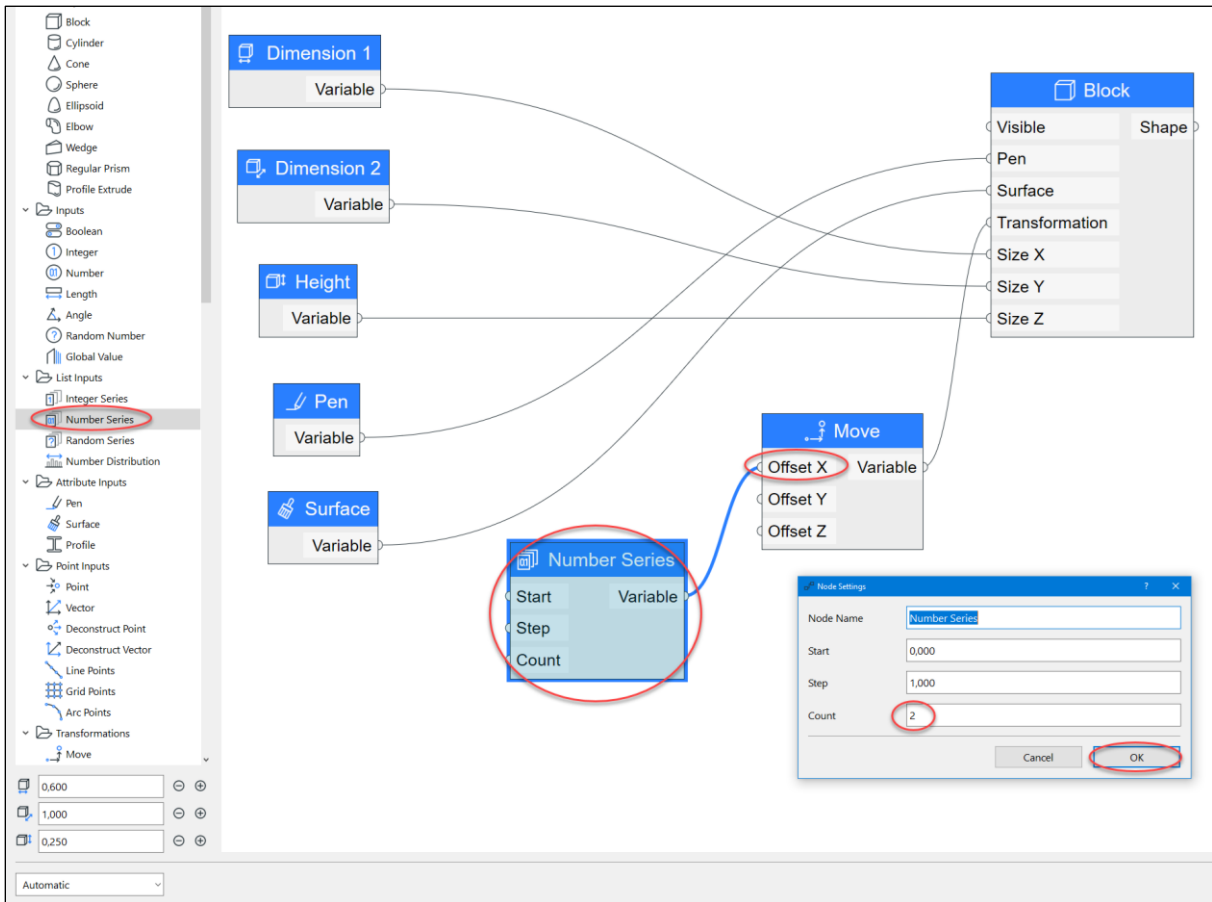 Block
Cylinder
Cone
Sphere
Ellipsoid
Elbow
Wedge
Regular Prism
Profile Extrude
Inputs
Boolean
Integer
Number
Length
Angle
Random Number
Global Value
List Inputs
Integer Series
Number Series
Random Series
Number Distribution
Attribute Inputs
Pen
Surface
Profile
Point Inputs
Point
Vector
Deconstruct Point
Deconstruct Vector
Line Points
Grid Points
Arc Points
Transformations
Move
0,600
1,000
0,250
Automatic
Dimension 1
Variable
Dimension 2
Variable
Height
Variable
Pen
Variable
Surface
Variable
Number Series
Start Variable
Step
Count
Move
Offset X Variable
Offset Y
Offset Z
Block
Visible Shape
Pen
Surface
Transformation
Size X
Size Y
Size Z
Node Settings ? ×
Node Name Number Series
Start 0,000
Step 1,000
Count 2
Cancel OK